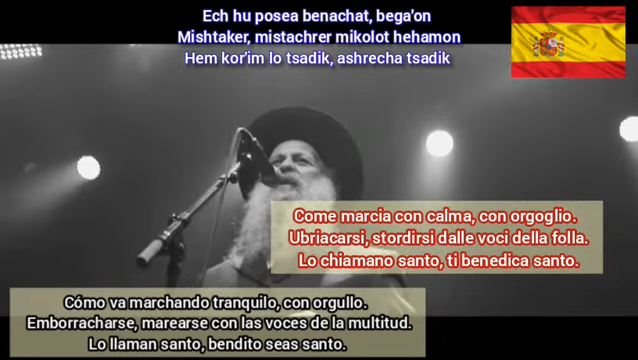 Ech hu posea benachat, bega'on
Mishtaker, mistachrer mikolot hehamon
Hem kor'im lo tsadik, ashrecha tsadik
Come marcia con calma, con orgoglio.
Ubriacarsi, stordirsi dalle voci della folla.
Lo chiamano santo, ti benedica santo.
Cómo va marchando tranquilo, con orgullo.
Emborracharse, marearse con las voces de la multitud.
Lo llaman santo, bendito seas santo.